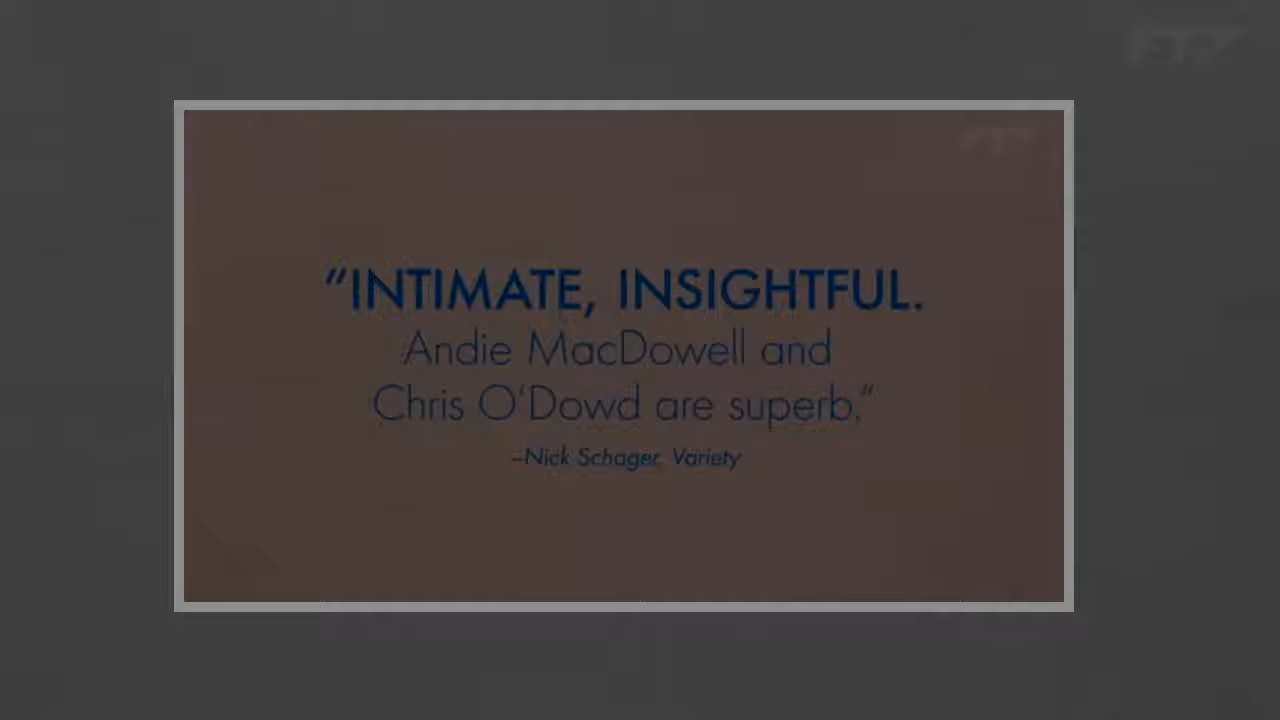 “INTIMATE, INSIGHTFUL.
Andie MacDowell and
Chris O‘Dowd are superb.”
–Nick Schager, Variety